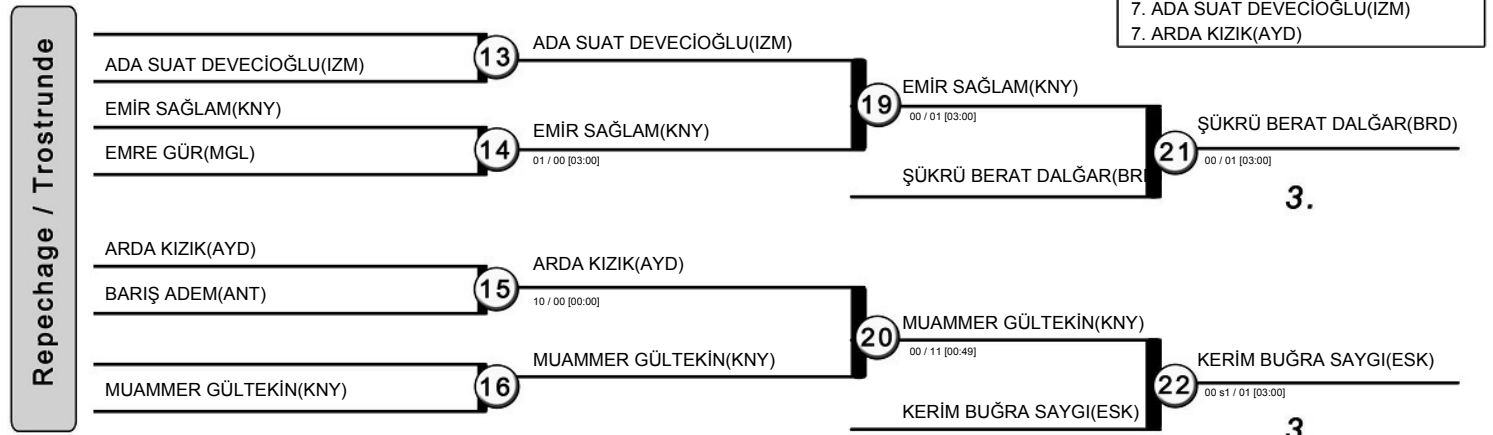 7. ADA SUAT DEVECİOĞLU(IZM)
7. ARDA KIZIK(AYD)
Repechage / Trostrunde
ADA SUAT DEVECİOĞLU(IZM)
13
ADA SUAT DEVECİOĞLU(IZM)
EMİR SAĞLAM(KNY)
EMRE GÜR(MGL)
14
EMİR SAĞLAM(KNY)
01 / 00 [03:00]
19
EMİR SAĞLAM(KNY)
00 / 01 [03:00]
ŞÜKRÜ BERAT DALĞAR(BR
21
ŞÜKRÜ BERAT DALĞAR(BRD)
00 / 01 [03:00]
3.
ARDA KIZIK(AYD)
BARIŞ ADEM(ANT)
15
ARDA KIZIK(AYD)
10 / 00 [00:00]
MUAMMER GÜLTEKİN(KNY)
16
MUAMMER GÜLTEKİN(KNY)
20
MUAMMER GÜLTEKİN(KNY)
00 / 11 [00:49]
KERİM BUĞRA SAYGI(ESK)
22
KERİM BUĞRA SAYGI(ESK)
00 s1 / 01 [03:00]
3